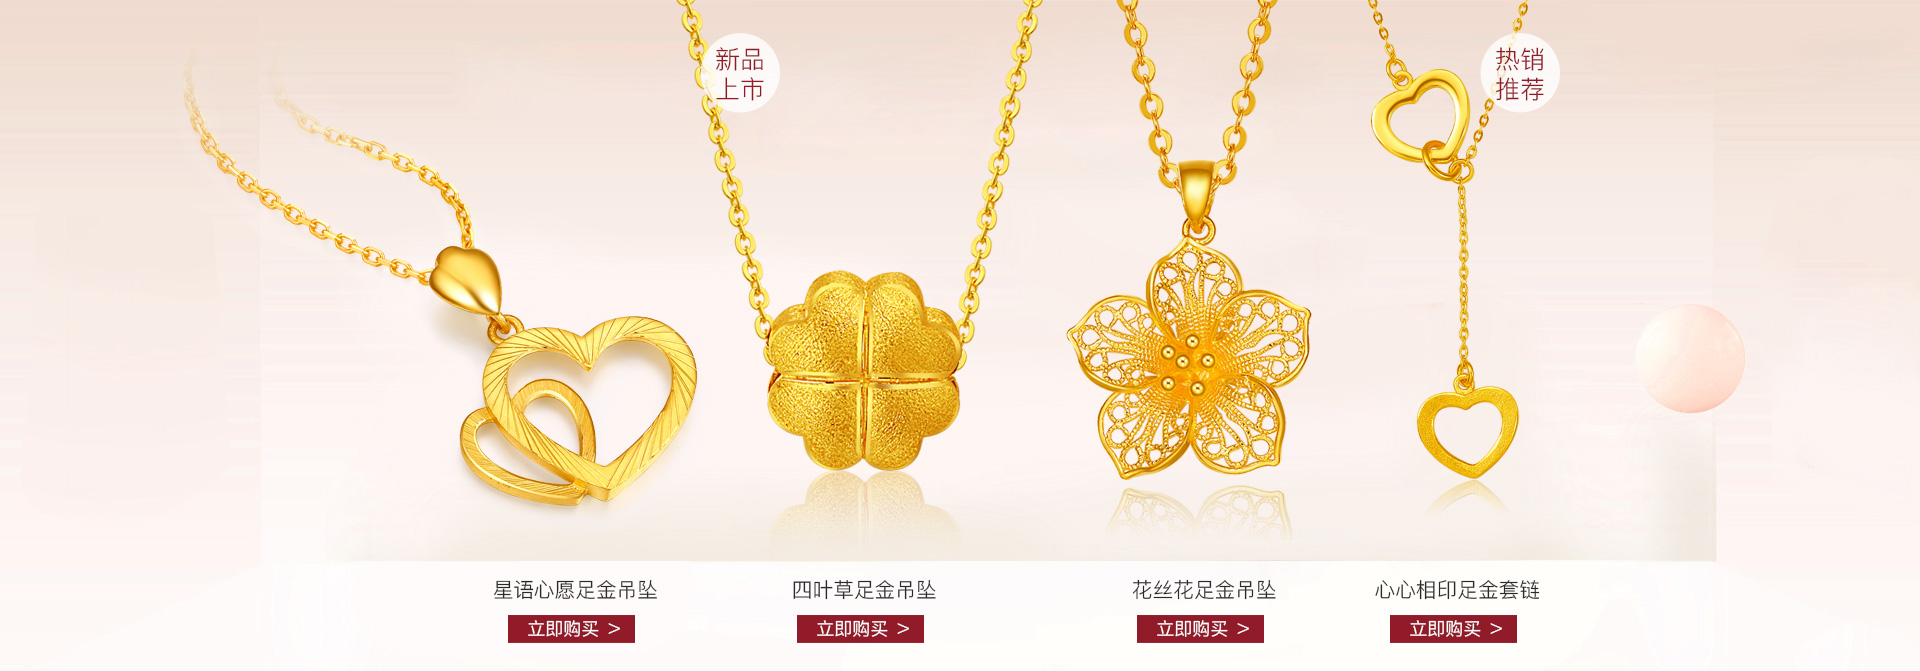 新品
上市
热销
推荐
星语心愿足金吊坠
四叶草足金吊坠
花丝花足金吊坠
心心相印足金套链
立即购买 >
立即购买 >
立即购买 >
立即购买 >